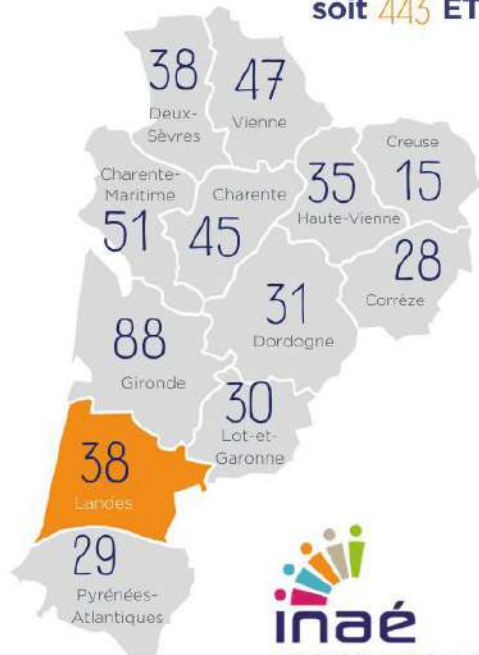 soit 443 ET
38
Deux-
Sèvres
47
Vienne
Charente-
Maritime
51
Charente
45
35
Haute-Vienne
Creuse
15
28
Corrèze
31
Dordogne
88
Gironde
30
Lot-et-
Garonne
38
Landes
29
Pyrénées-
Atlantiques
inaé